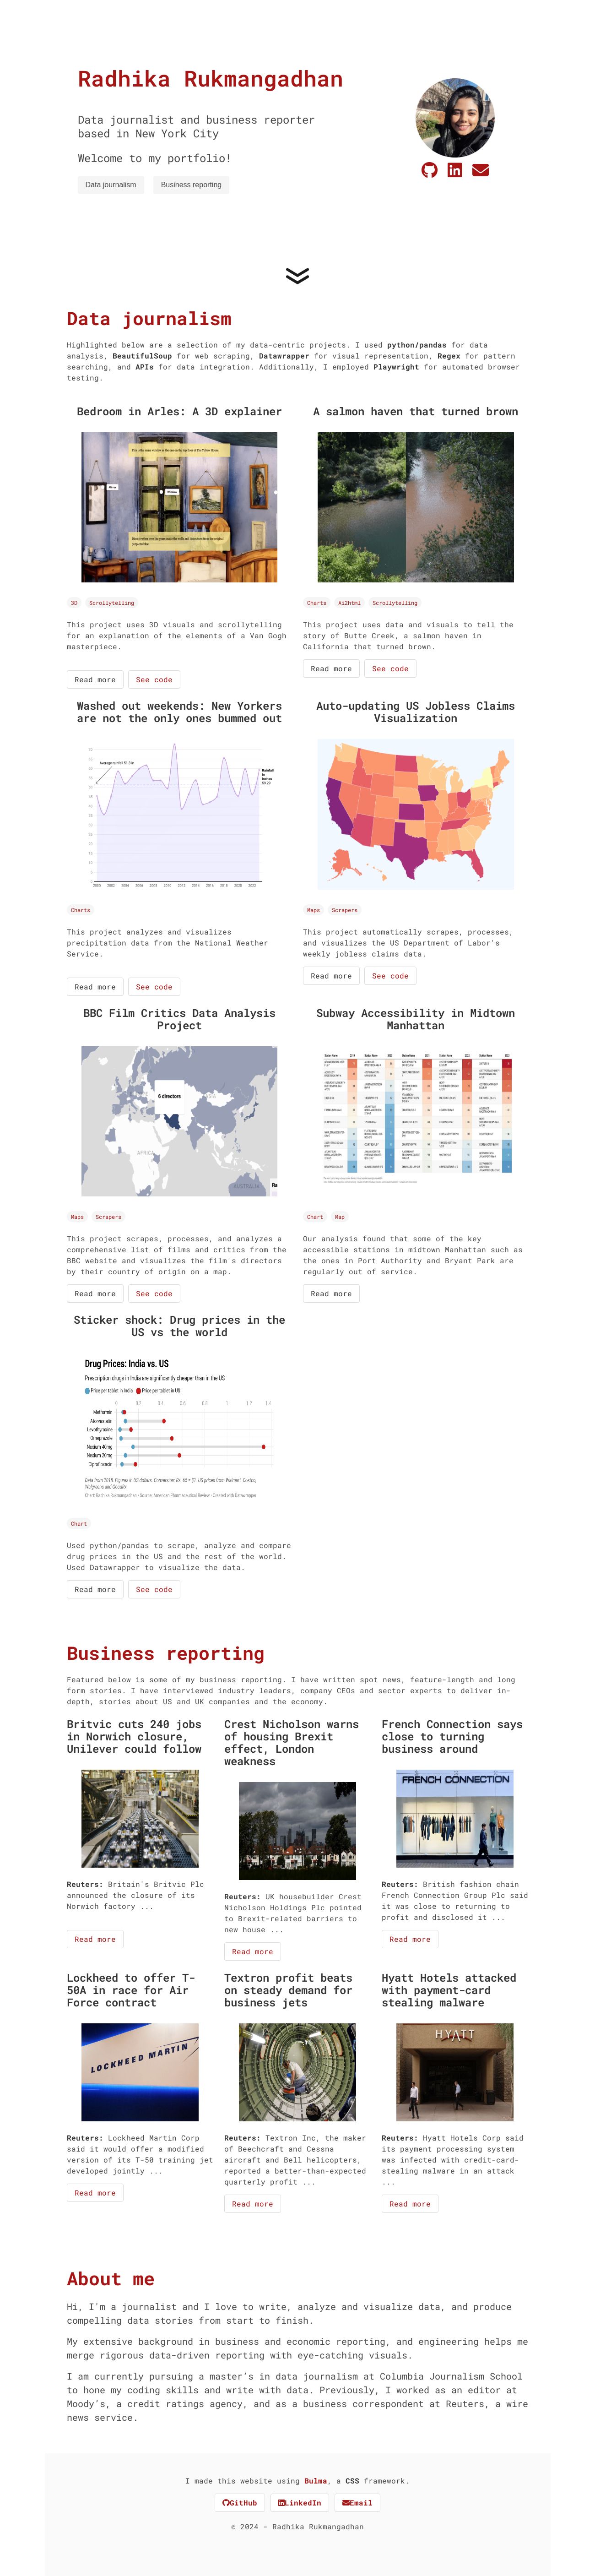 Radhika Rukmangadhan
Data journalist and business reporter
based in New York City
Welcome to my portfolio!
Data journalism
Business reporting
Data journalism
Highlighted below are a selection of my data-centric projects. I used python/pandas for data
analysis, BeautifulSoup for web scraping, Datawrapper for visual representation, Regex for pattern
searching, and APIs for data integration. Additionally, I employed Playwright for automated browser
testing.
Bedroom in Arles: A 3D explainer
3D Scrollytelling
This project uses 3D visuals and scrollytelling
for an explanation of the elements of a Van Gogh
masterpiece.
Read more See code
A salmon haven that turned brown
Charts Ai2html Scrollytelling
This project uses data and visuals to tell the
story of Butte Creek, a salmon haven in
California that turned brown.
Read more See code
Washed out weekends: New Yorkers
are not the only ones bummed out
Charts
This project analyzes and visualizes
precipitation data from the National Weather
Service.
Read more See code
Auto-updating US Jobless Claims
Visualization
Maps Scrapers
This project automatically scrapes, processes,
and visualizes the US Department of Labor's
weekly jobless claims data.
Read more See code
BBC Film Critics Data Analysis
Project
6 directors
AFRICA
AUSTRALIA
Maps Scrapers
This project scrapes, processes, and analyzes a
comprehensive list of films and critics from the
BBC website and visualizes the film's directors
by their country of origin on a map.
Read more See code
Subway Accessibility in Midtown
Manhattan
Chart Map
Our analysis found that some of the key
accessible stations in midtown Manhattan such as
the ones in Port Authority and Bryant Park are
regularly out of service.
Read more
Sticker shock: Drug prices in the
US vs the world
Drug Prices: India vs. US
Prescription drugs in India are significantly cheaper than in the US
Price per tablet in India Price per tablet in US
0 0.2 0.4 0.6 0.8 1 1.2 1.4
Metformin
Atorvastatin
Levothyroxine
Omeprazole
Nexium 40mg
Nexium 20mg
Ciprofloxacin
Chart
Used python/pandas to scrape, analyze and compare
drug prices in the US and the rest of the world.
Used Datawrapper to visualize the data.
Read more See code
Business reporting
Featured below is some of my business reporting. I have written spot news, feature-length and long
form stories. I have interviewed industry leaders, company CEOs and sector experts to deliver in-
depth, stories about US and UK companies and the economy.
Britvic cuts 240 jobs
in Norwich closure,
Unilever could follow
Reuters: Britain's Britvic Plc
announced the closure of its
Norwich factory ...
Read more
Crest Nicholson warns
of housing Brexit
effect, London
weakness
Reuters: UK housebuilder Crest
Nicholson Holdings Plc pointed
to Brexit-related barriers to
new house ...
Read more
French Connection says
close to turning
business around
FRENCH CONNECTION
Reuters: British fashion chain
French Connection Group Plc said
it was close to returning to
profit and disclosed it ...
Read more
Lockheed to offer T-
50A in race for Air
Force contract
LOCKHEED MARTIN
Reuters: Lockheed Martin Corp
said it would offer a modified
version of its T-50 training jet
developed jointly ...
Read more
Textron profit beats
on steady demand for
business jets
Reuters: Textron Inc, the maker
of Beechcraft and Cessna
aircraft and Bell helicopters,
reported a better-than-expected
quarterly profit ...
Read more
Hyatt Hotels attacked
with payment-card
stealing malware
HYATT
Reuters: Hyatt Hotels Corp said
its payment processing system
was infected with credit-card-
stealing malware in an attack
...
Read more
About me
Hi, I'm a journalist and I love to write, analyze and visualize data, and produce
compelling data stories from start to finish.
My extensive background in business and economic reporting, and engineering helps me
merge rigorous data-driven reporting with eye-catching visuals.
I am currently pursuing a master’s in data journalism at Columbia Journalism School
to hone my coding skills and write with data. Previously, I worked as an editor at
Moody’s, a credit ratings agency, and as a business correspondent at Reuters, a wire
news service.
I made this website using Bulma, a CSS framework.
GitHub LinkedIn Email
© 2024 - Radhika Rukmangadhan